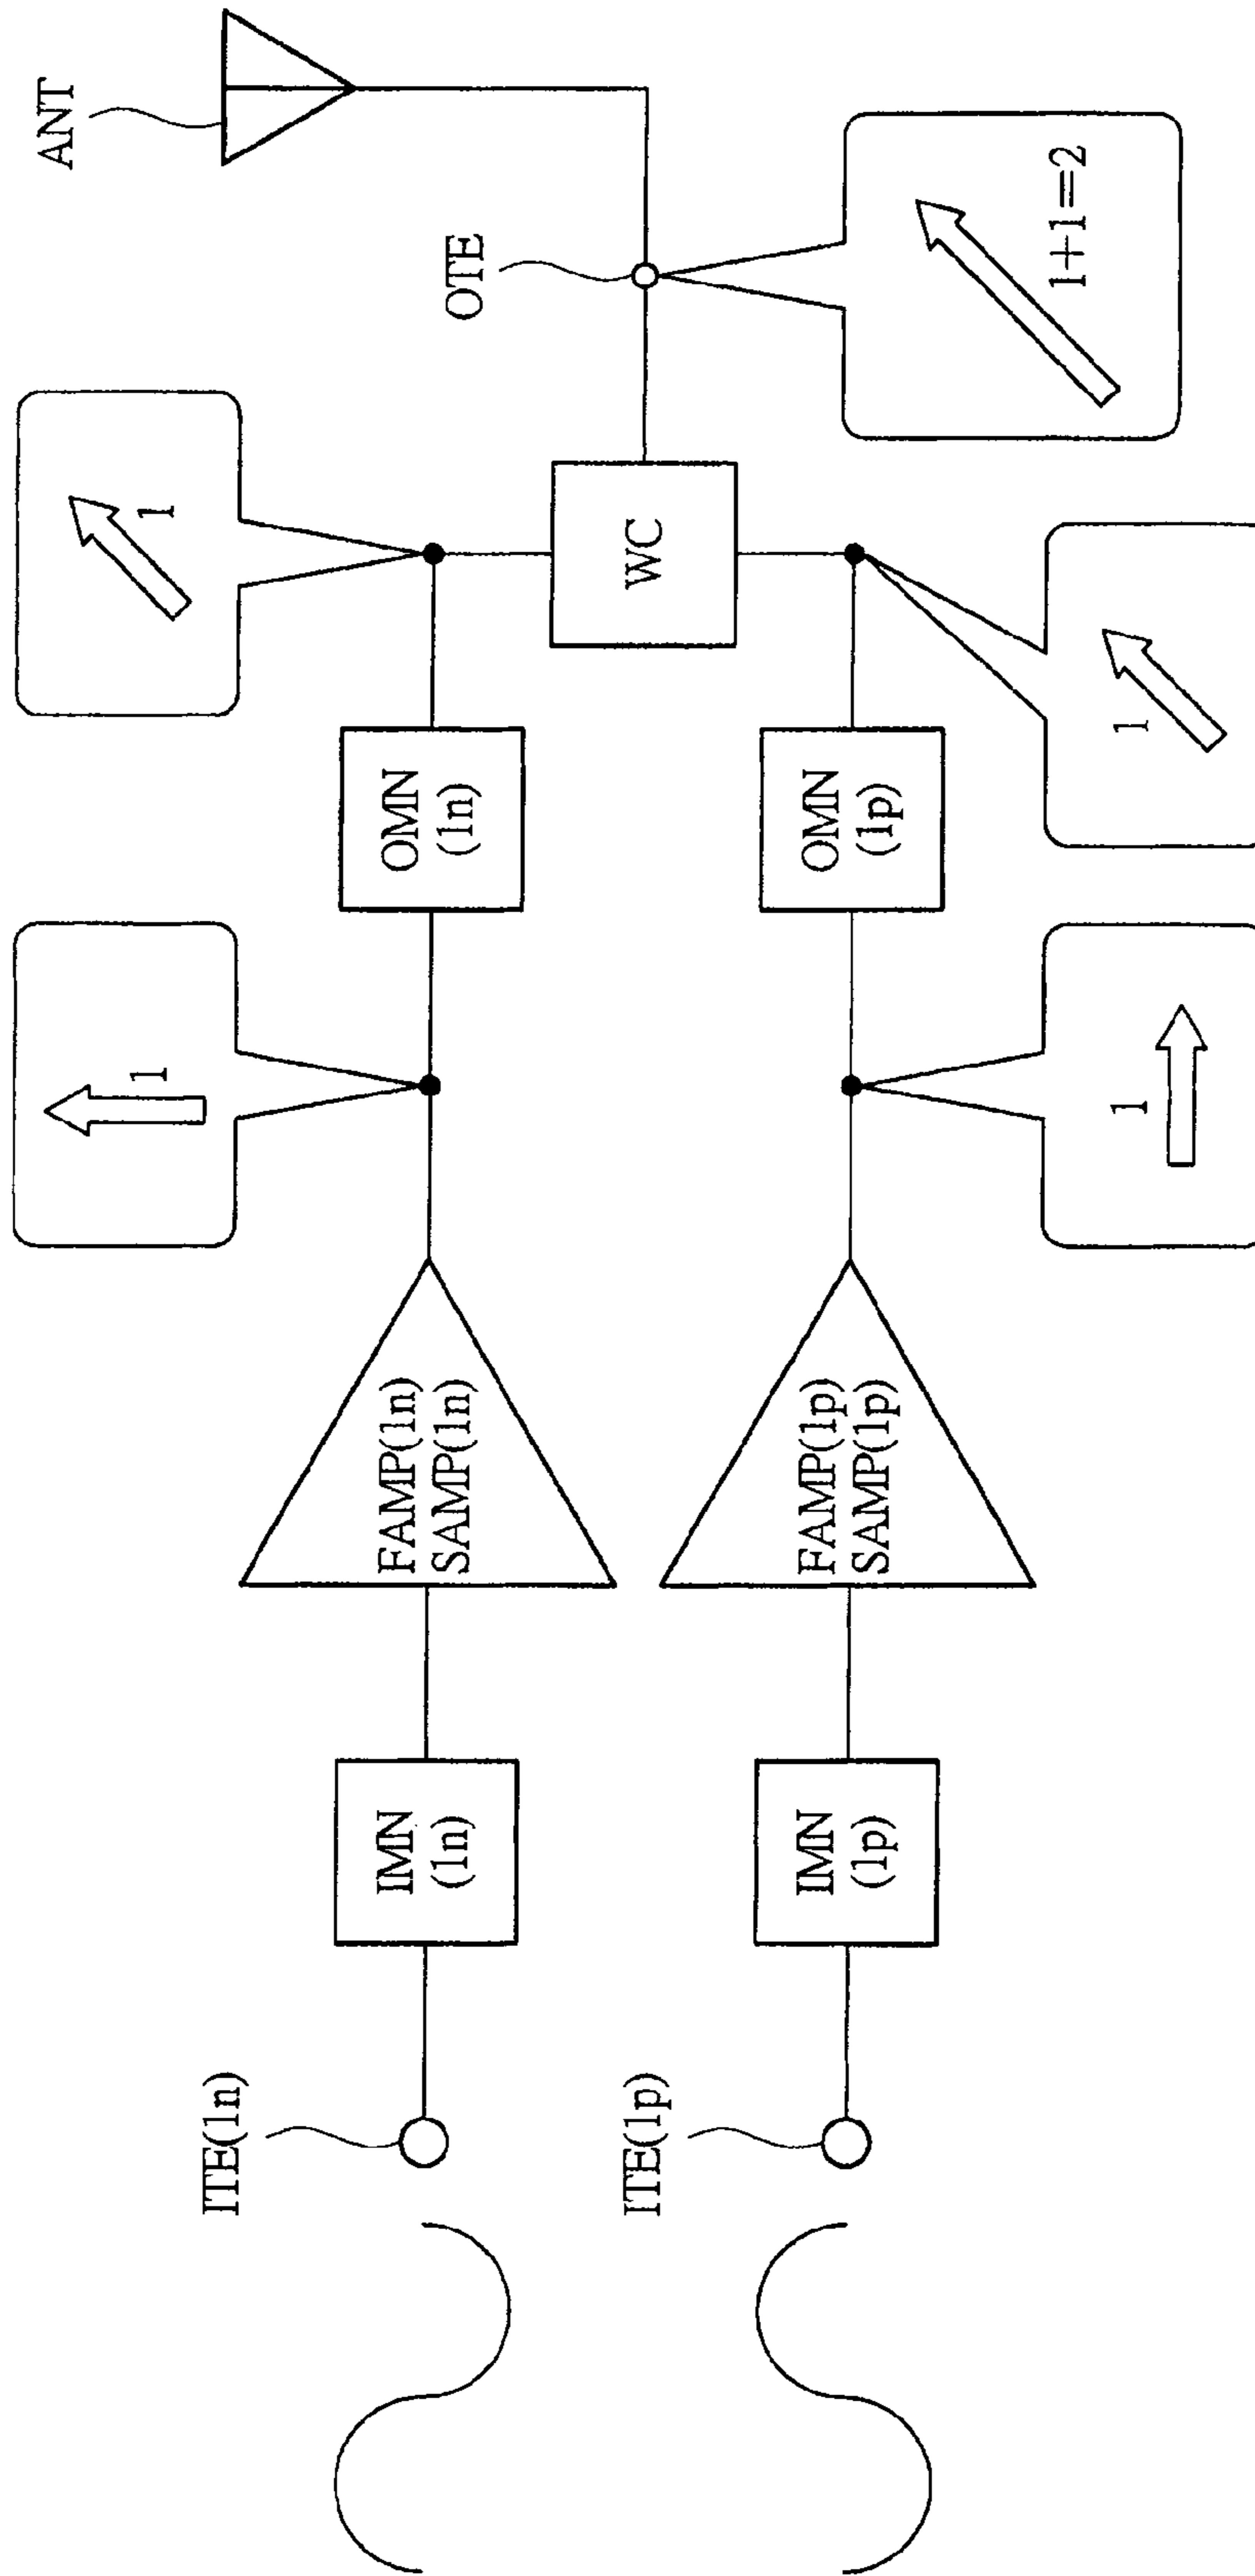 ITE(1n)
IMN
(1n)
FAMP(1n)
SAMP(1n)
1
OMN
(1n)
1
ANT
OTE
WC
ITE(1p)
IMN
(1p)
FAMP(1p)
SAMP(1p)
1
OMN
(1p)
1
1+1=2